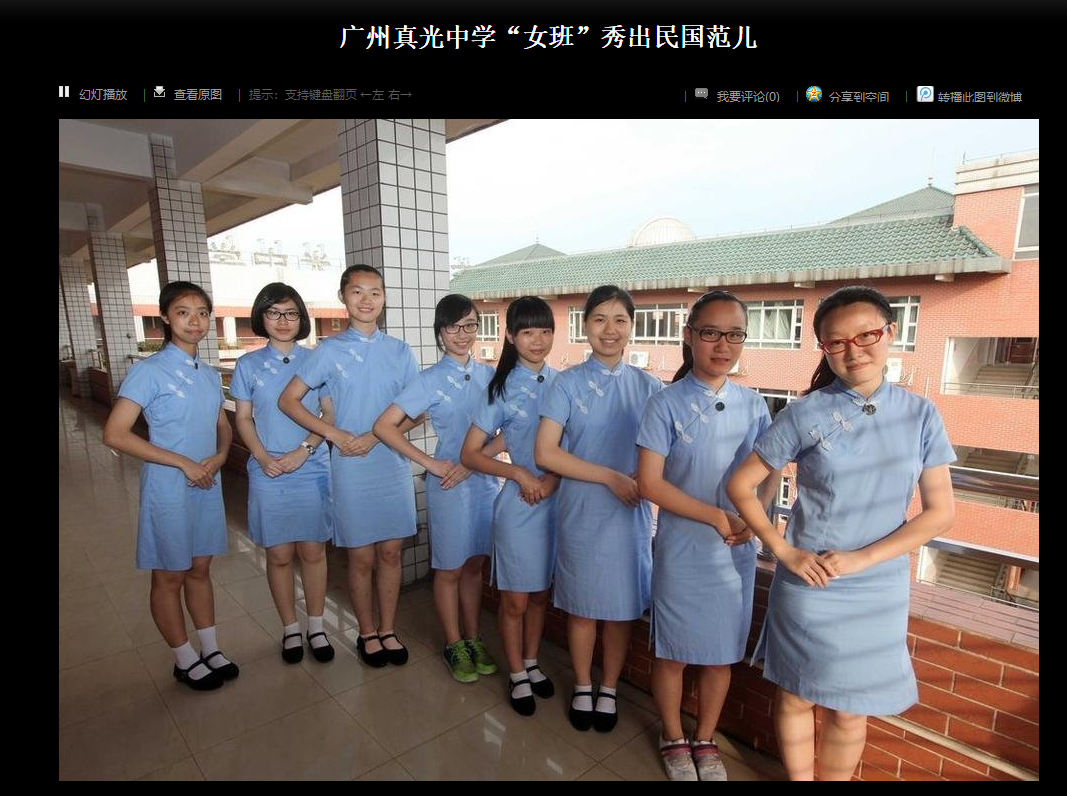 广州真光中学“女班”秀出民国范儿
幻灯播放 | 查看原图 | 提示：支持键盘翻页 ←左 右→ | 我要评论(0) | 分享到空间 | 转播此图到微博